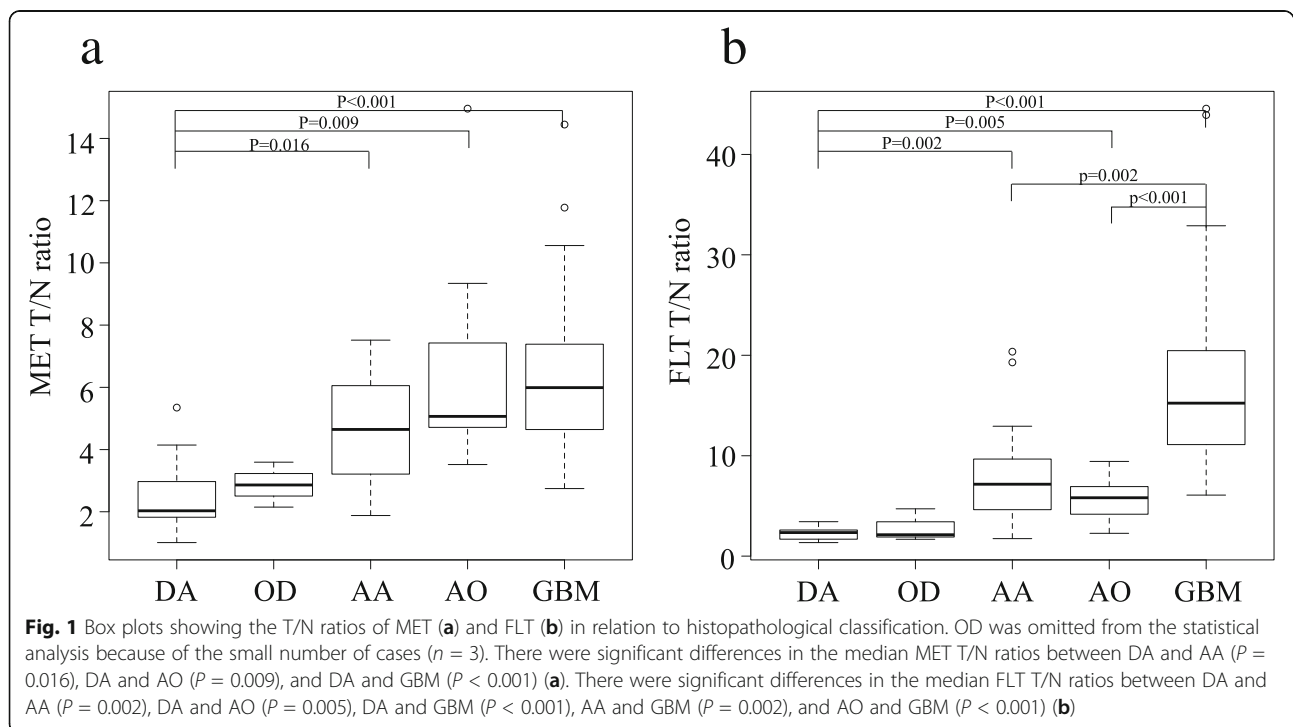 a
P<0.001
P=0.009
P=0.016
14
12
10
8
6
4
2
MET T/N ratio
DA OD AA AO GBM
b
P<0.001
P=0.005
P=0.002
p=0.002
p<0.001
40
30
20
10
0
FLT T/N ratio
DA OD AA AO GBM
Fig. 1 Box plots showing the T/N ratios of MET (a) and FLT (b) in relation to histopathological classification. OD was omitted from the statistical
analysis because of the small number of cases (n = 3). There were significant differences in the median MET T/N ratios between DA and AA (P =
0.016), DA and AO (P = 0.009), and DA and GBM (P < 0.001) (a). There were significant differences in the median FLT T/N ratios between DA and
AA (P = 0.002), DA and AO (P = 0.005), DA and GBM (P < 0.001), AA and GBM (P = 0.002), and AO and GBM (P < 0.001) (b)